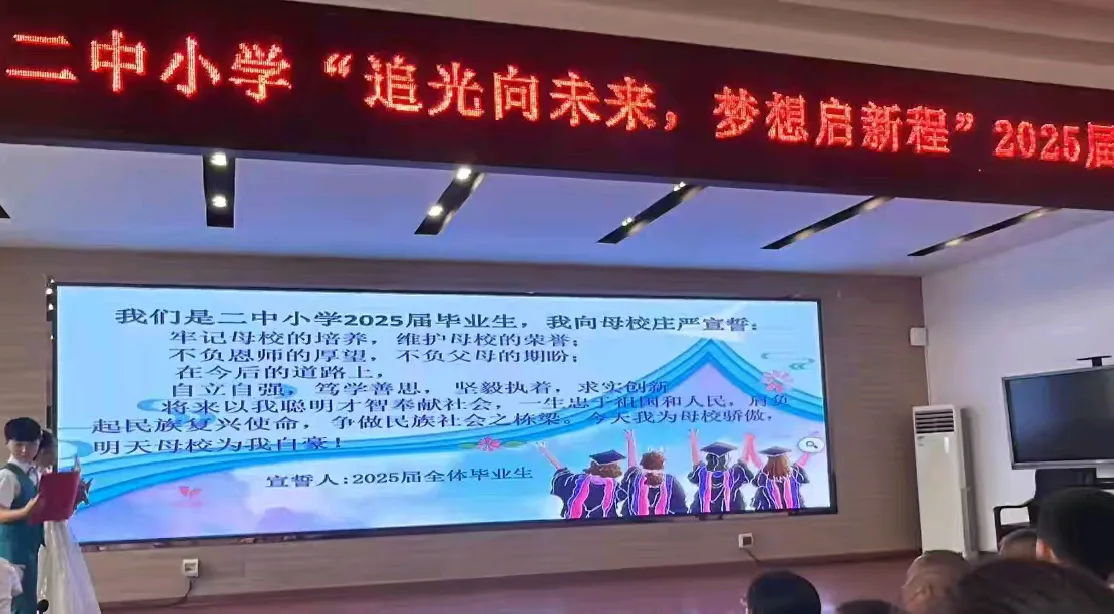 二中小学“追光向未来，梦想启新程”2025届
我们是二中小学2025届毕业生，我向母校庄严宣誓：
牢记母校的培养，维护母校的荣誉；
不负恩师的厚望，不负父母的期盼；
在今后的道路上，
自立自强，笃学善思，坚毅执着，求实创新
将来以我聪明才智奉献社会，一生忠于祖国和人民，肩负
起民族复兴使命，争做民族社会之栋梁。今天我为母校骄傲，
明天母校为我自豪！
宣誓人：2025届全体毕业生